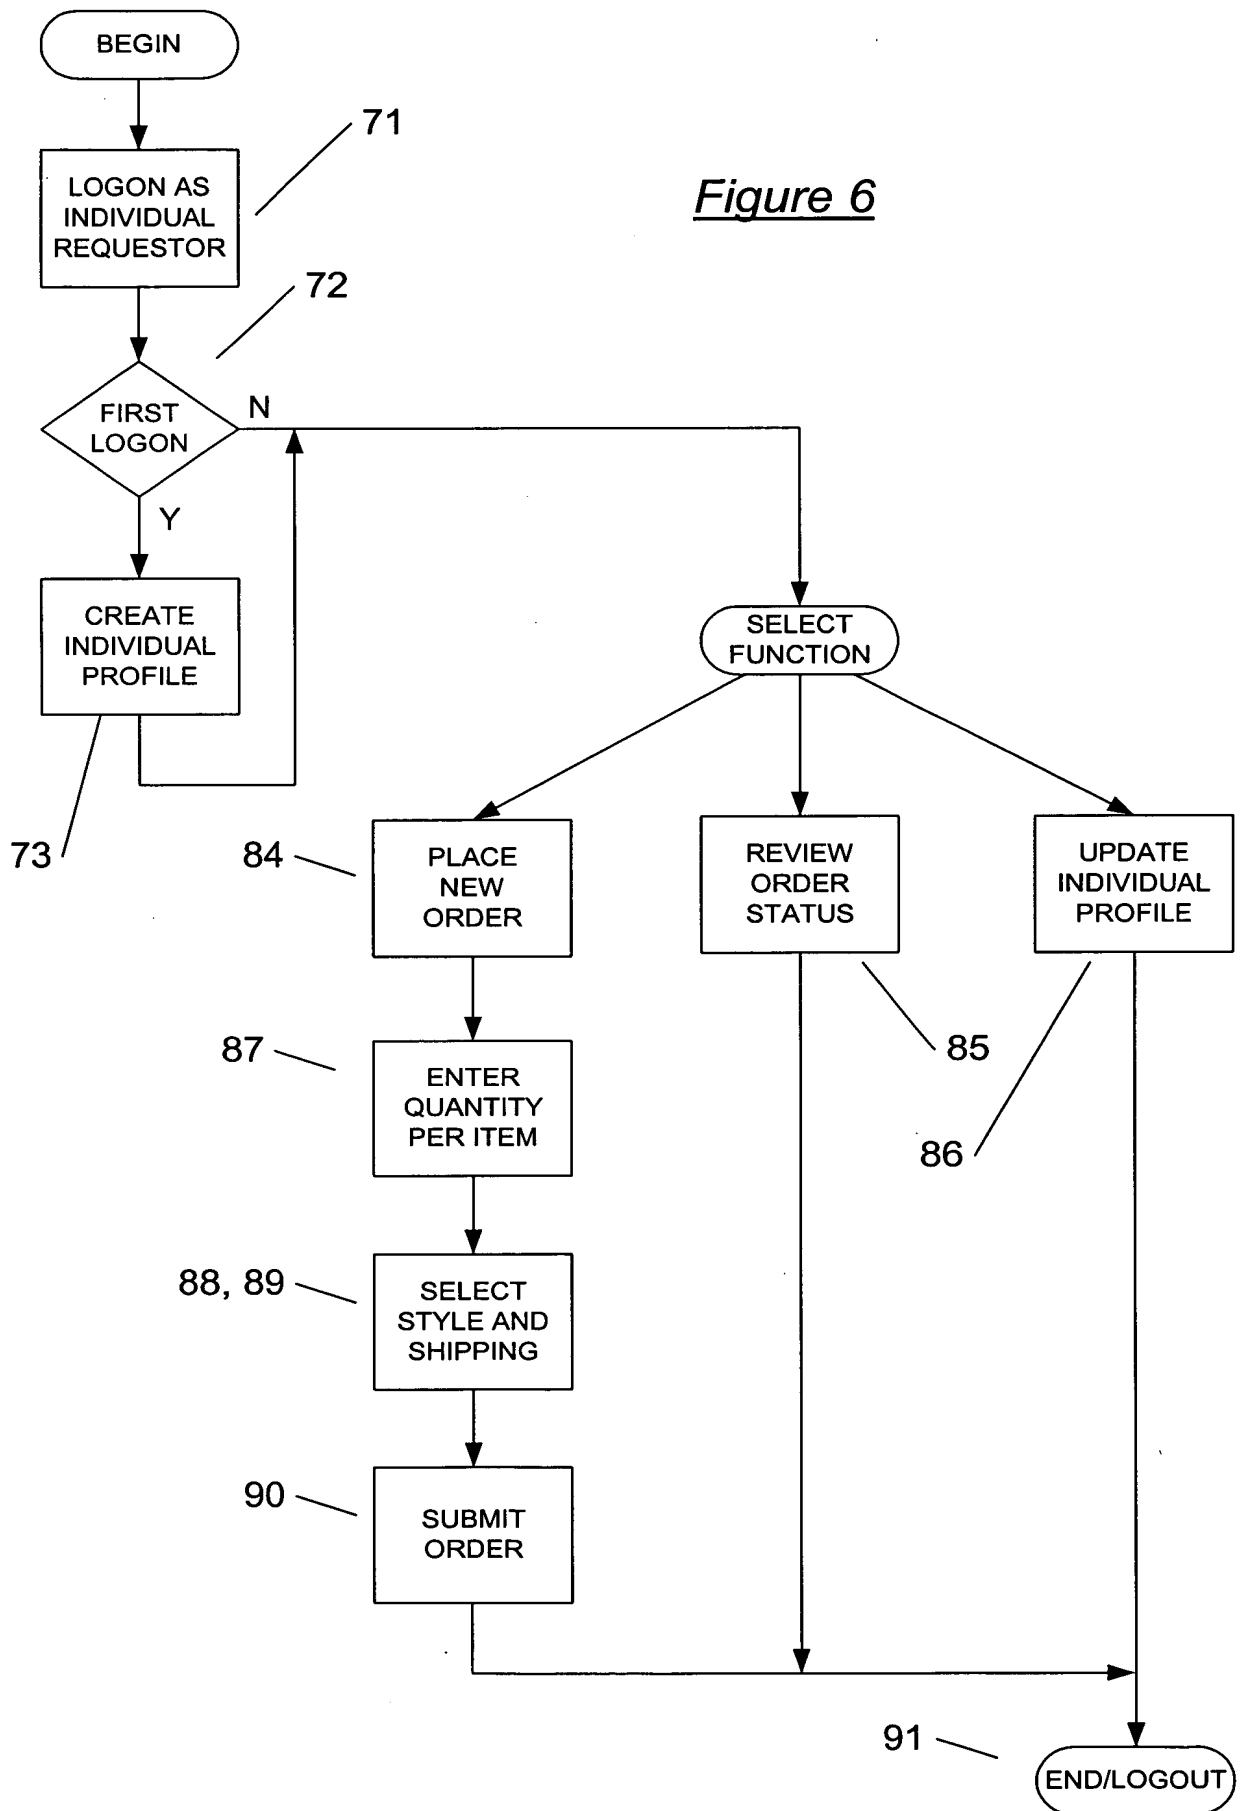 BEGIN
71
LOGON AS
INDIVIDUAL
REQUESTOR
Figure 6
72
FIRST
LOGON
N
Y
CREATE
INDIVIDUAL
PROFILE
73
SELECT
FUNCTION
84
PLACE
NEW
ORDER
REVIEW
ORDER
STATUS
UPDATE
INDIVIDUAL
PROFILE
85
86
87
ENTER
QUANTITY
PER ITEM
88, 89
SELECT
STYLE AND
SHIPPING
90
SUBMIT
ORDER
91
END/LOGOUT